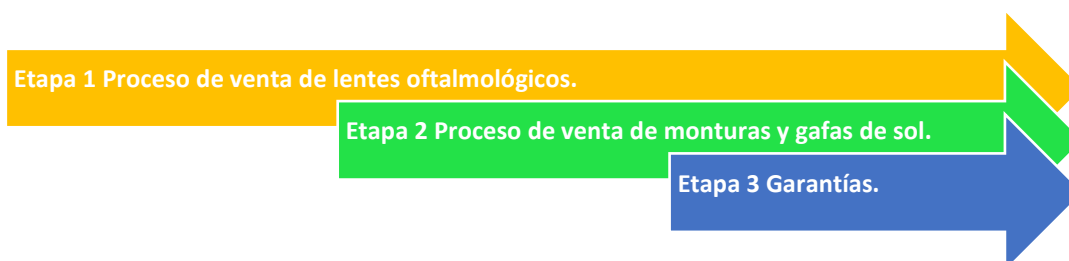 Etapa 1 Proceso de venta de lentes oftalmológicos.
Etapa 2 Proceso de venta de monturas y gafas de sol.
Etapa 3 Garantías.